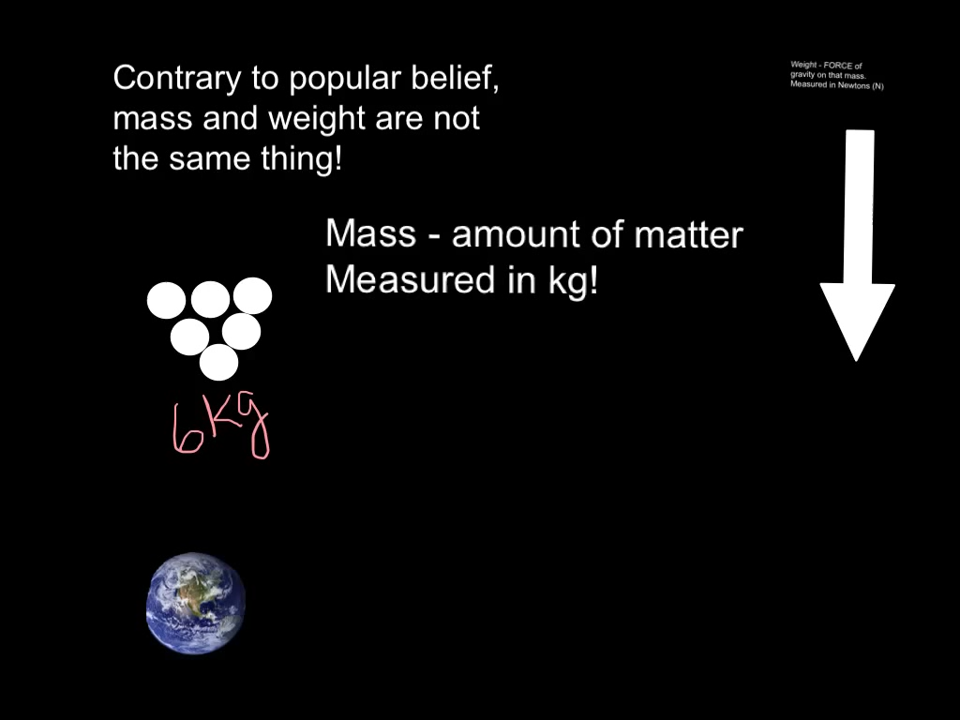 Contrary to popular belief,
mass and weight are not
the same thing!
Weight - FORCE of
gravity on that mass.
Measured in Newtons (N)
Mass - amount of matter
Measured in kg!
6kg